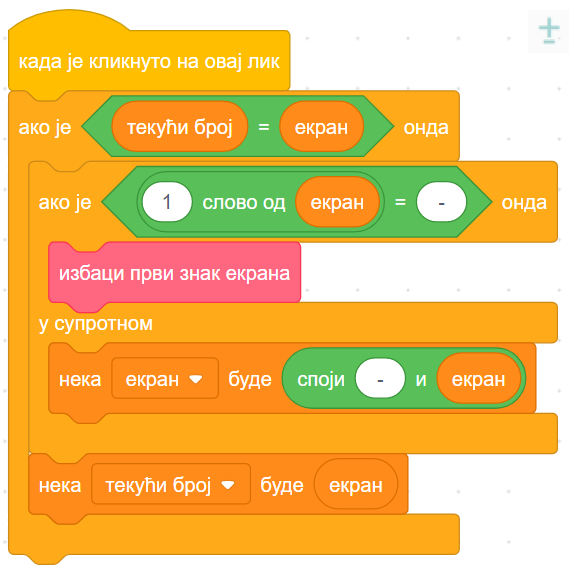 када је кликнуто на овај лик
ако је текући број = екран онда
ако је 1 слово од екран = - онда
избаци први знак екрана
у супротном
нека екран буде споји - и екран
нека текући број буде екран